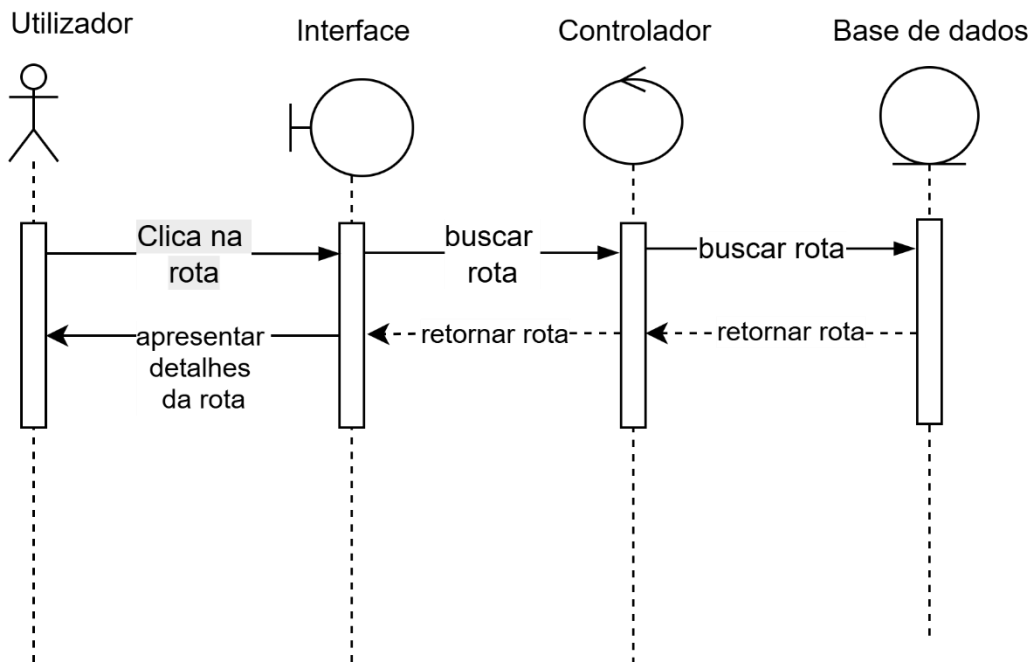 Utilizador
Interface
Controlador
Base de dados
Clica na
rota
buscar
rota
buscar rota
apresentar
detalhes
da rota
retornar rota
retornar rota